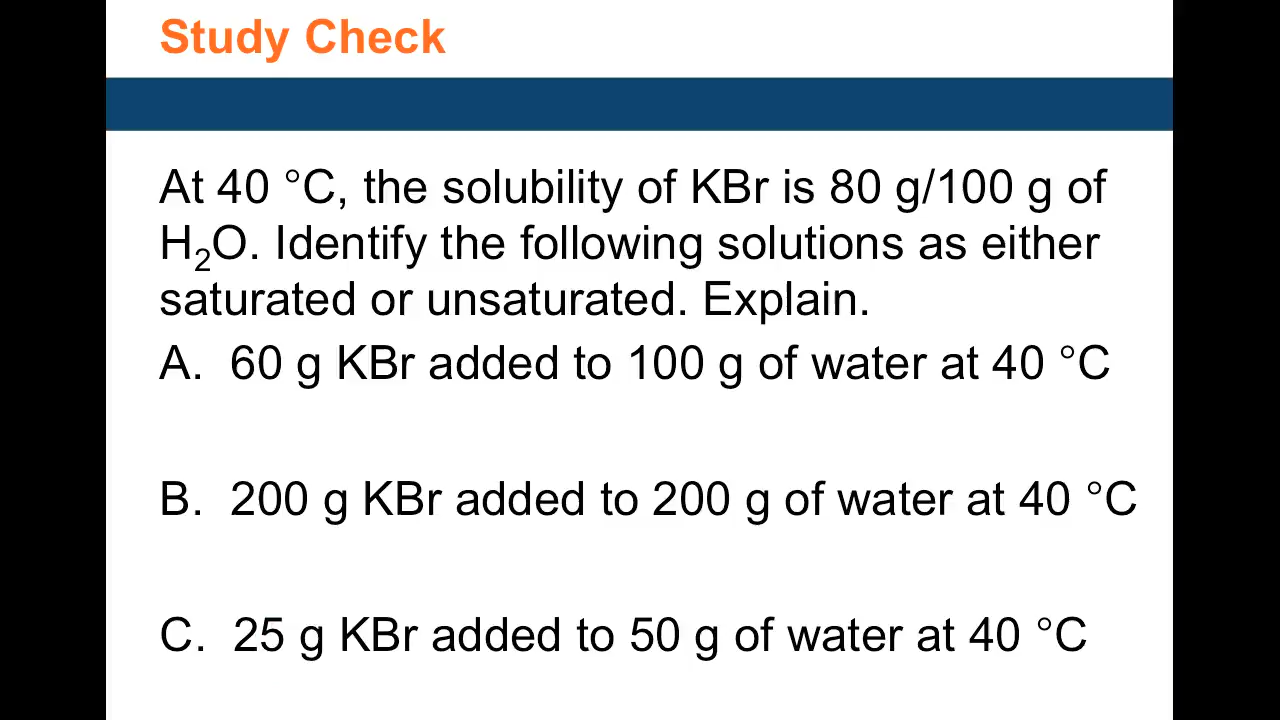 Study Check
At 40 °C, the solubility of KBr is 80 g/100 g of
H₂O. Identify the following solutions as either
saturated or unsaturated. Explain.
A. 60 g KBr added to 100 g of water at 40 °C
B. 200 g KBr added to 200 g of water at 40 °C
C. 25 g KBr added to 50 g of water at 40 °C